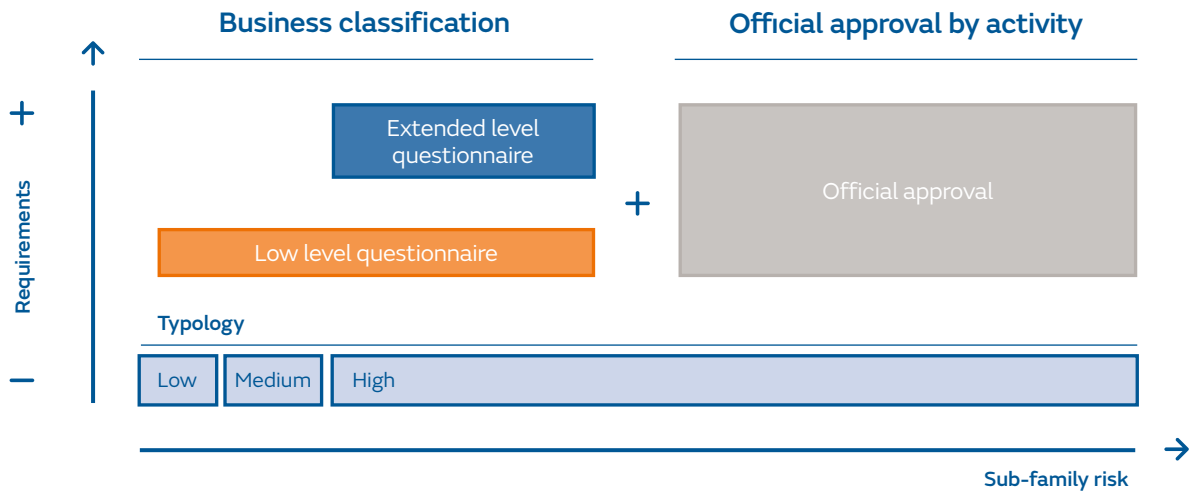 Business classification
Official approval by activity
+
Requirements
−
Extended level
questionnaire
+
Official approval
Low level questionnaire
Typology
Low
Medium
High
Sub-family risk